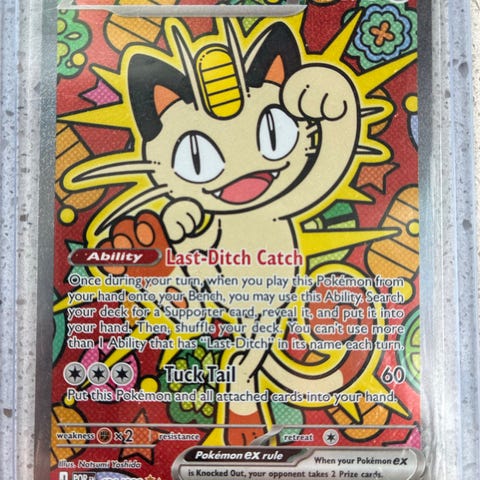 Ability Last-Ditch Catch
Once during your turn, when you play this Pokémon from
your hand onto your Bench, you may use this Ability. Search
your deck for a Supporter card, reveal it, and put it into
your hand. Then, shuffle your deck. You can't use more
than 1 Ability that has "Last-Ditch" in its name each turn.
Tuck Tail 60
Put this Pokémon and all attached cards into your hand.
weakness ×2 resistance retreat
Illus. Natsumi Yoshida
Pokémon ex rule
When your Pokémon ex
is Knocked Out, your opponent takes 2 Prize cards.